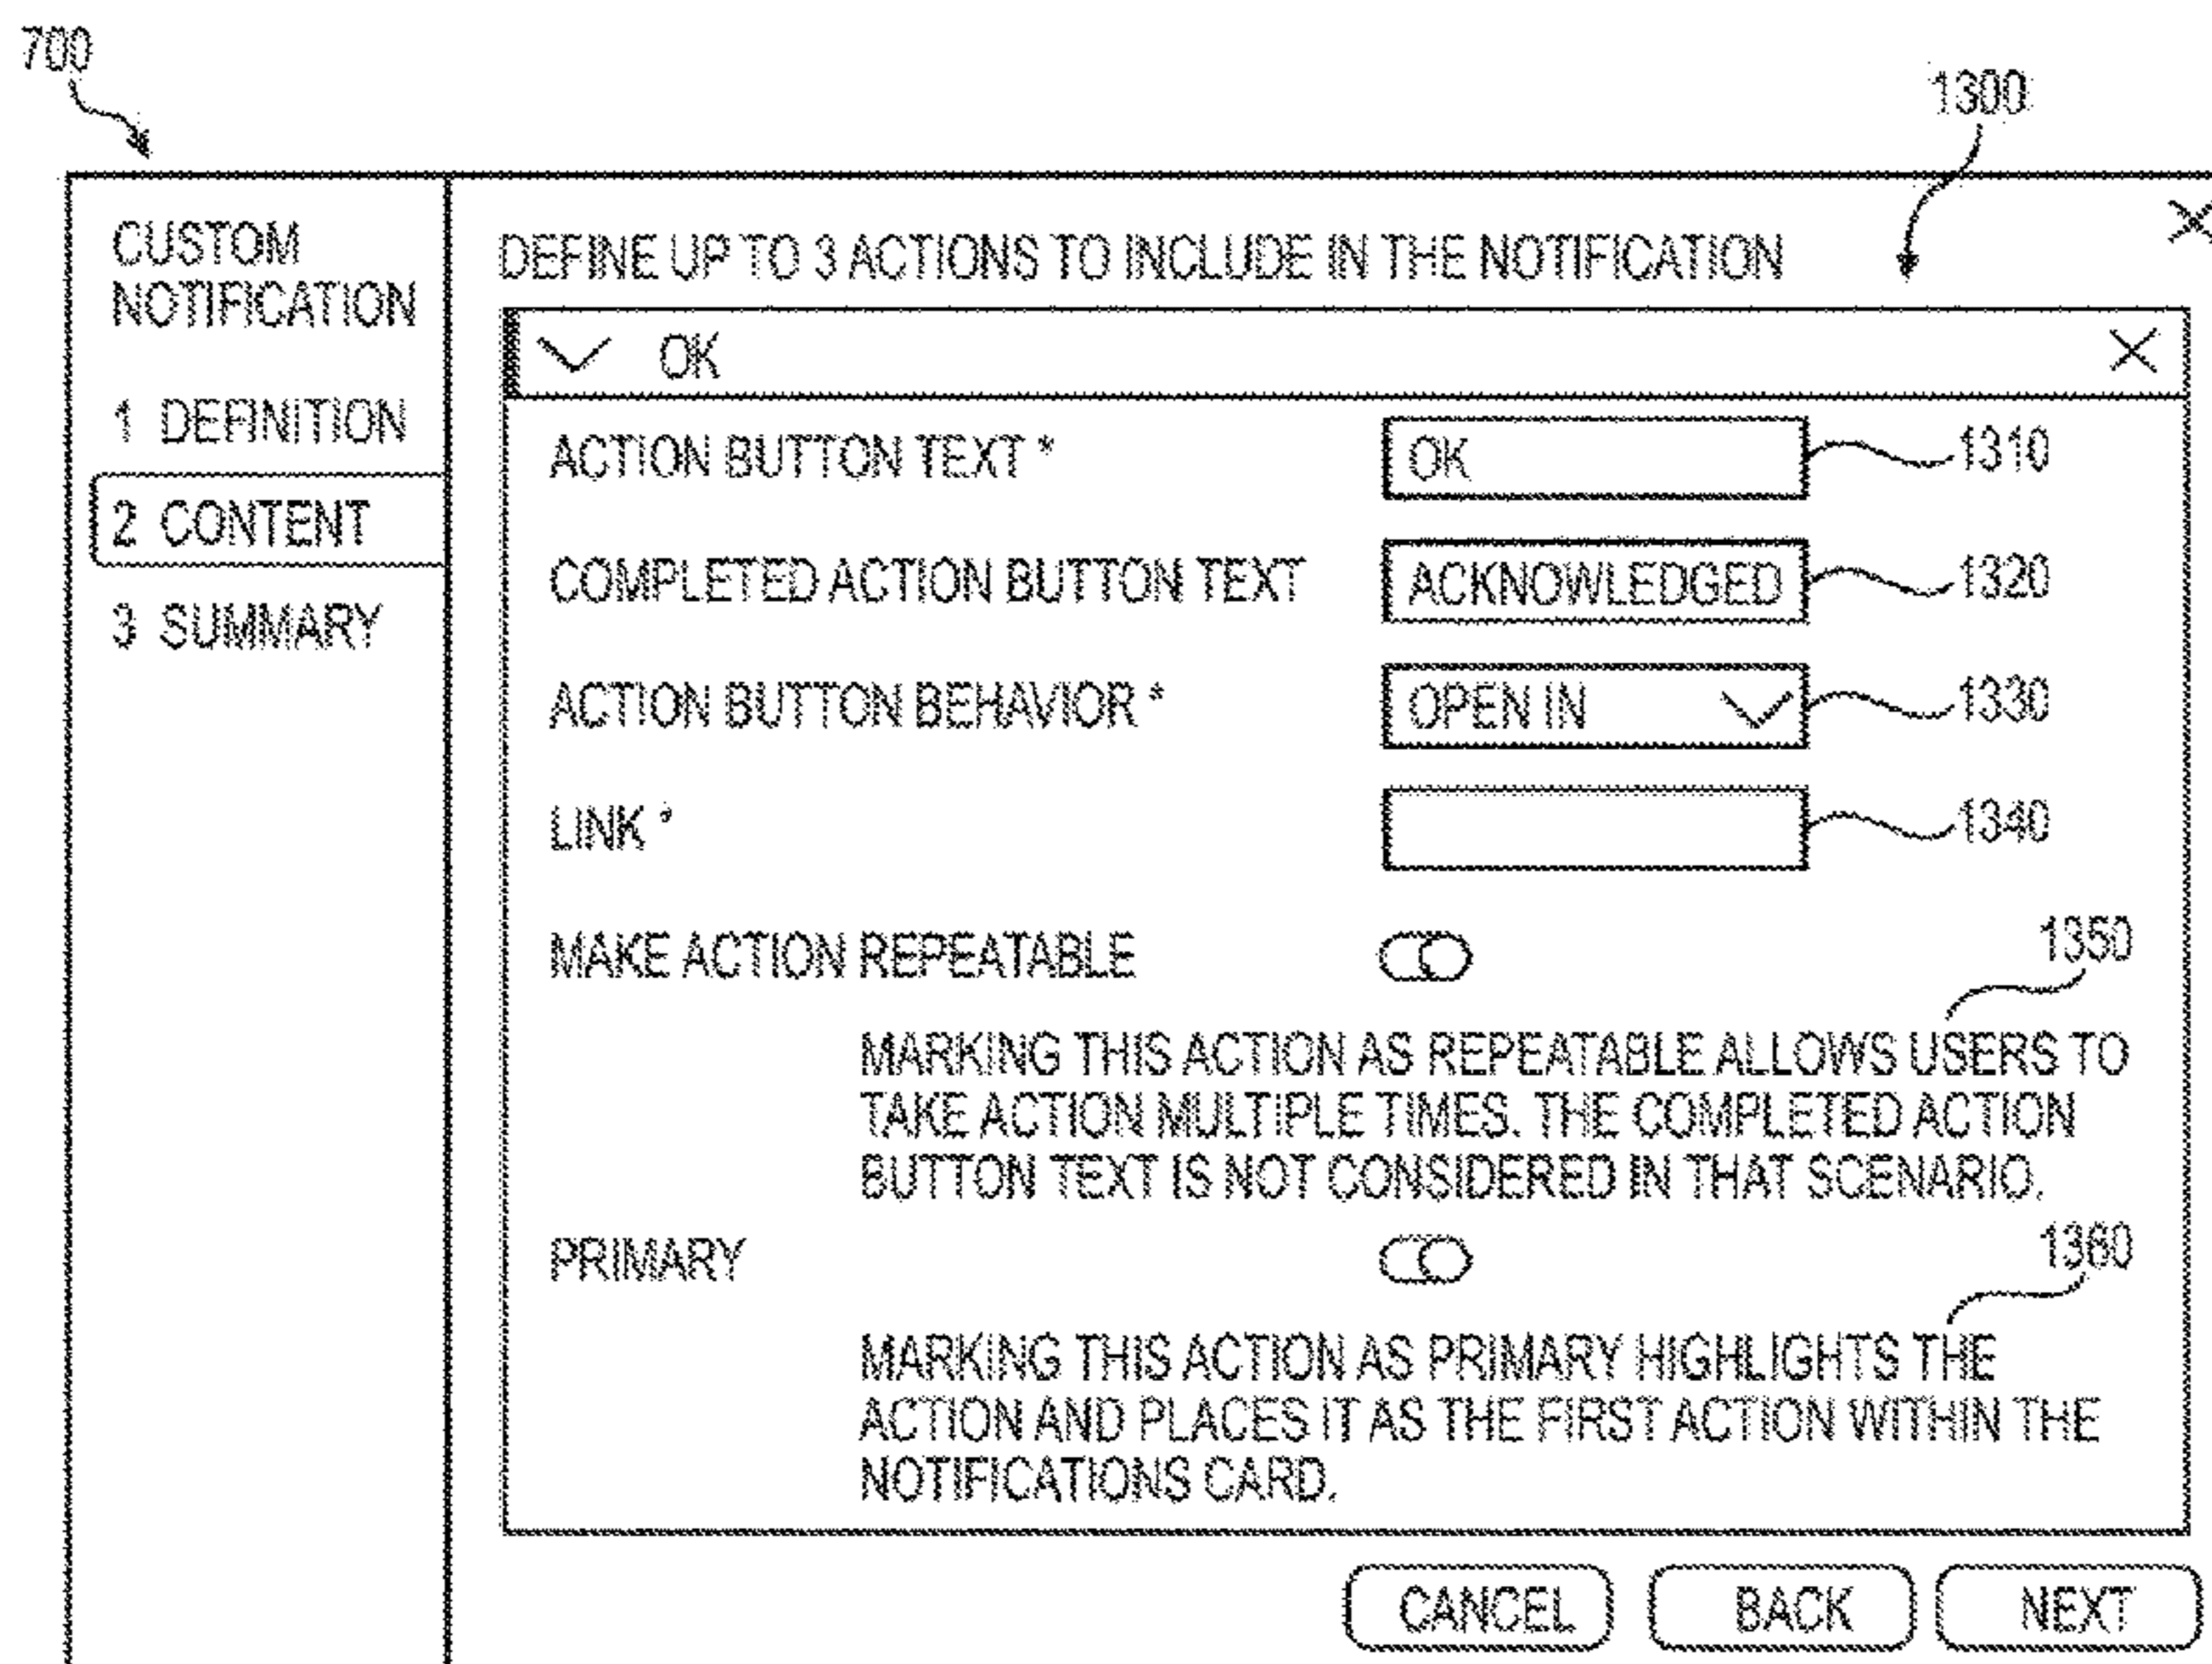 700
1300
CUSTOM
NOTIFICATION
1 DEFINITION
2 CONTENT
3 SUMMARY
DEFINE UP TO 3 ACTIONS TO INCLUDE IN THE NOTIFICATION
OK
ACTION BUTTON TEXT * OK 1310
COMPLETED ACTION BUTTON TEXT ACKNOWLEDGED 1320
ACTION BUTTON BEHAVIOR * OPEN IN 1330
LINK * 1340
MAKE ACTION REPEATABLE 1350
MARKING THIS ACTION AS REPEATABLE ALLOWS USERS TO
TAKE ACTION MULTIPLE TIMES. THE COMPLETED ACTION
BUTTON TEXT IS NOT CONSIDERED IN THAT SCENARIO.
PRIMARY 1360
MARKING THIS ACTION AS PRIMARY HIGHLIGHTS THE
ACTION AND PLACES IT AS THE FIRST ACTION WITHIN THE
NOTIFICATIONS CARD.
CANCEL BACK NEXT